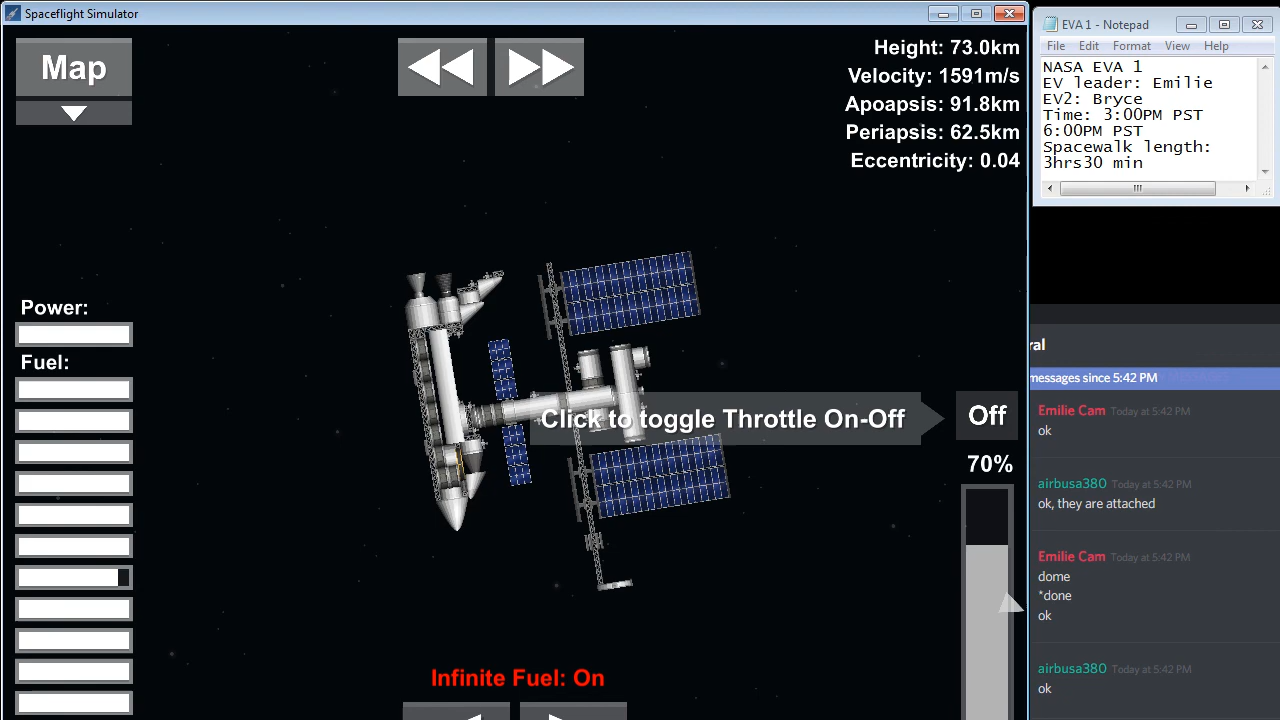 Spaceflight Simulator
Map
Height: 73.0km
Velocity: 1591m/s
Apoapsis: 91.8km
Periapsis: 62.5km
Eccentricity: 0.04
Power:
Fuel:
Click to toggle Throttle On-Off
Off
70%
Infinite Fuel: On
EVA 1 - Notepad
File Edit Format View Help
NASA EVA 1
EV leader: Emilie
EV2: Bryce
Time: 3:00PM PST
6:00PM PST
Spacewalk length:
3hrs30 min
ral
messages since 5:42 PM
Emilie Cam Today at 5:42 PM
ok
airbusa380 Today at 5:42 PM
ok, they are attached
Emilie Cam Today at 5:42 PM
dome
*done
ok
airbusa380 Today at 5:42 PM
ok